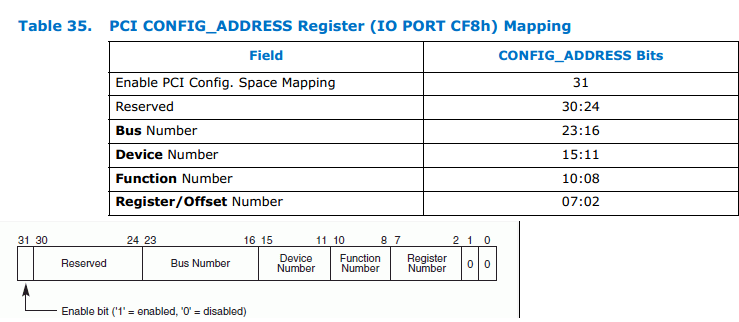 Table 35. PCI CONFIG_ADDRESS Register (IO PORT CF8h) Mapping
Field CONFIG_ADDRESS Bits
Enable PCI Config. Space Mapping 31
Reserved 30:24
Bus Number 23:16
Device Number 15:11
Function Number 10:08
Register/Offset Number 07:02
31 30 24 23 16 15 11 10 8 7 2 1 0
Reserved Bus Number Device Function Register 0 0
Number Number Number
Enable bit ('1' = enabled, '0' = disabled)